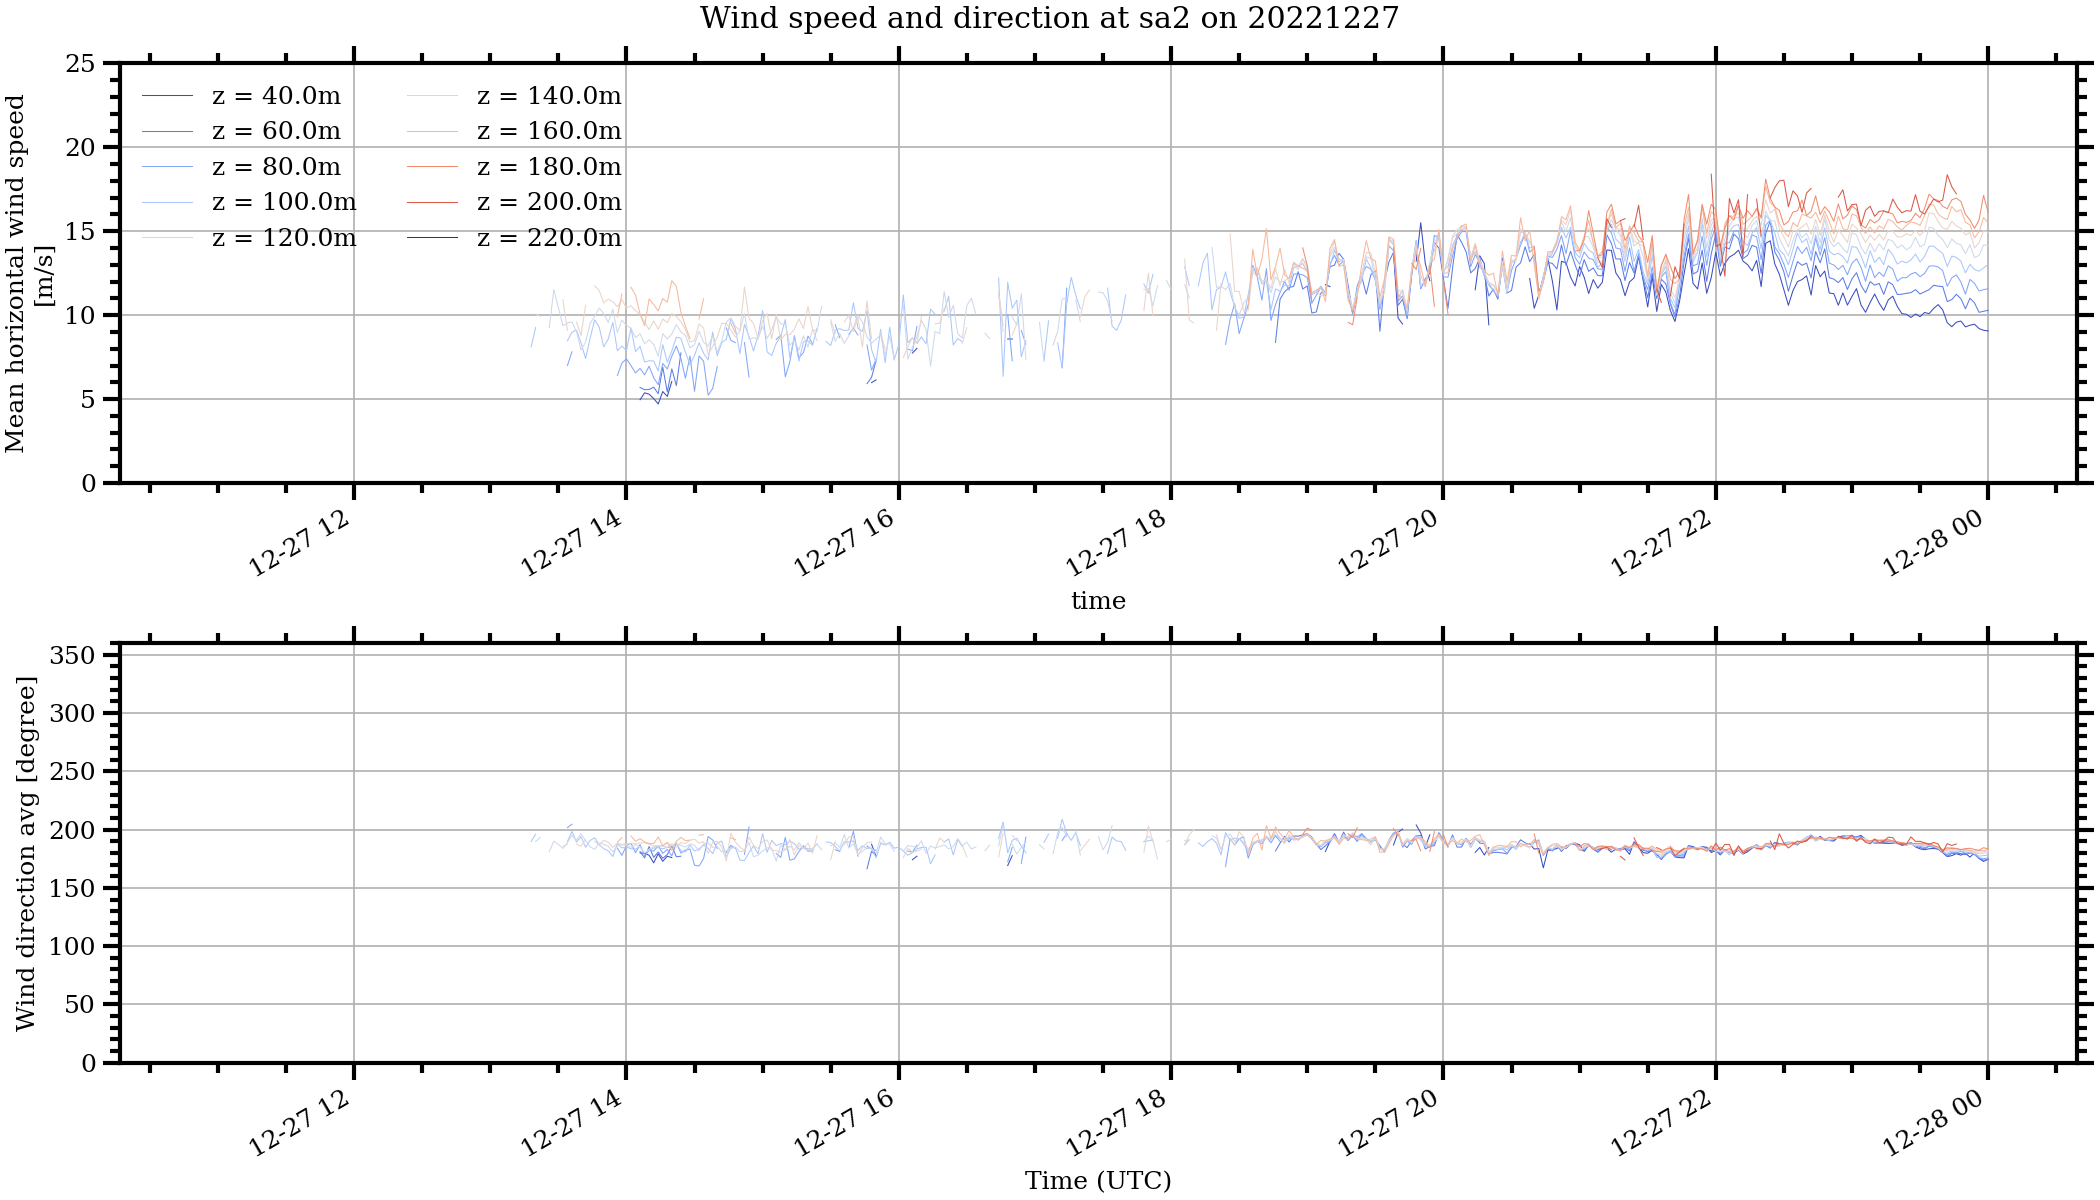 Wind speed and direction at sa2 on 20221227
Mean horizontal wind speed
[m/s]
25
20
15
10
5
0
z = 40.0m
z = 60.0m
z = 80.0m
z = 100.0m
z = 120.0m
z = 140.0m
z = 160.0m
z = 180.0m
z = 200.0m
z = 220.0m
12-27 12
12-27 14
12-27 16
12-27 18
12-27 20
12-27 22
12-28 00
time
Wind direction avg [degree]
350
300
250
200
150
100
50
0
12-27 12
12-27 14
12-27 16
12-27 18
12-27 20
12-27 22
12-28 00
Time (UTC)